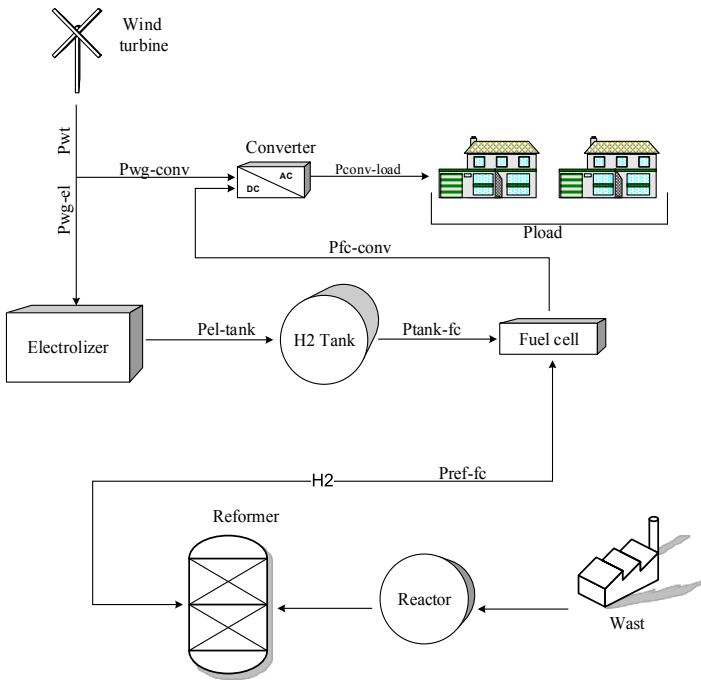 Wind
turbine
Pwt
Converter
Pwg-conv
AC
DC
Pconv-load
Pwg-el
Pload
Pfc-conv
Electrolizer
Pel-tank
H2 Tank
Ptank-fc
Fuel cell
H2
Pref-fc
Reformer
Reactor
Wast